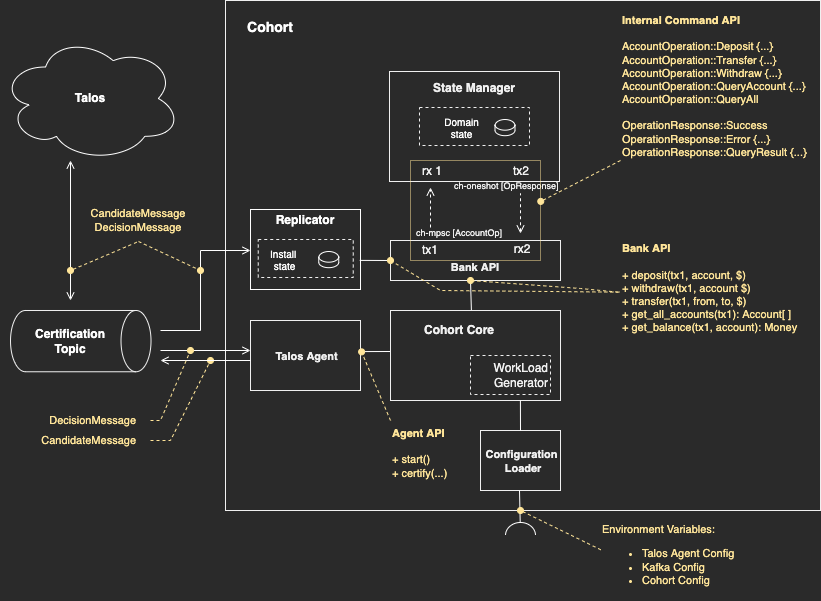 Cohort
Internal Command API
AccountOperation::Deposit {...}
AccountOperation::Transfer {...}
AccountOperation::Withdraw {...}
AccountOperation::QueryAccount {...}
AccountOperation::QueryAll
OperationResponse::Success
OperationResponse::Error {...}
OperationResponse::QueryResult {...}
Talos
State Manager
Domain
state
rx 1
tx2
ch-oneshot [OpResponse]
ch-mpsc [AccountOp]
tx1
rx2
Bank API
CandidateMessage
DecisionMessage
Replicator
Install
state
Bank API
+ deposit(tx1, account, $)
+ withdraw(tx1, account $)
+ transfer(tx1, from, to, $)
+ get_all_accounts(tx1): Account[ ]
+ get_balance(tx1, account): Money
Certification
Topic
Talos Agent
Cohort Core
WorkLoad
Generator
DecisionMessage
CandidateMessage
Agent API
+ start()
+ certify(...)
Configuration
Loader
Environment Variables:
• Talos Agent Config
• Kafka Config
• Cohort Config